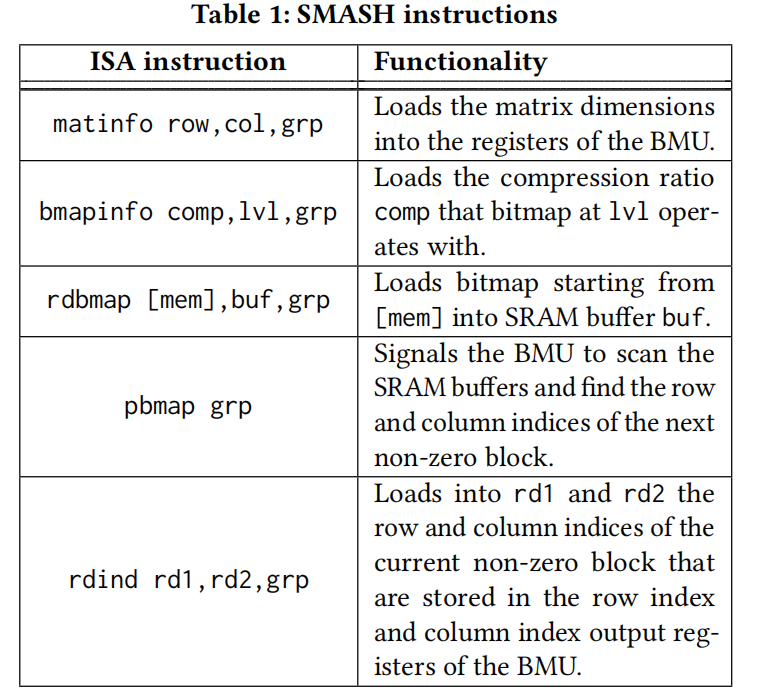 Table 1: SMASH instructions
ISA instruction
Functionality
matinfo row,col,grp
Loads the matrix dimensions
into the registers of the BMU.
bmapinfo comp,lvl,grp
Loads the compression ratio
comp that bitmap at lvl oper-
ates with.
rdbmap [mem],buf,grp
Loads bitmap starting from
[mem] into SRAM buffer buf.
pbmap grp
Signals the BMU to scan the
SRAM buffers and find the row
and column indices of the next
non-zero block.
rdind rd1,rd2,grp
Loads into rd1 and rd2 the
row and column indices of the
current non-zero block that
are stored in the row index
and column index output reg-
isters of the BMU.